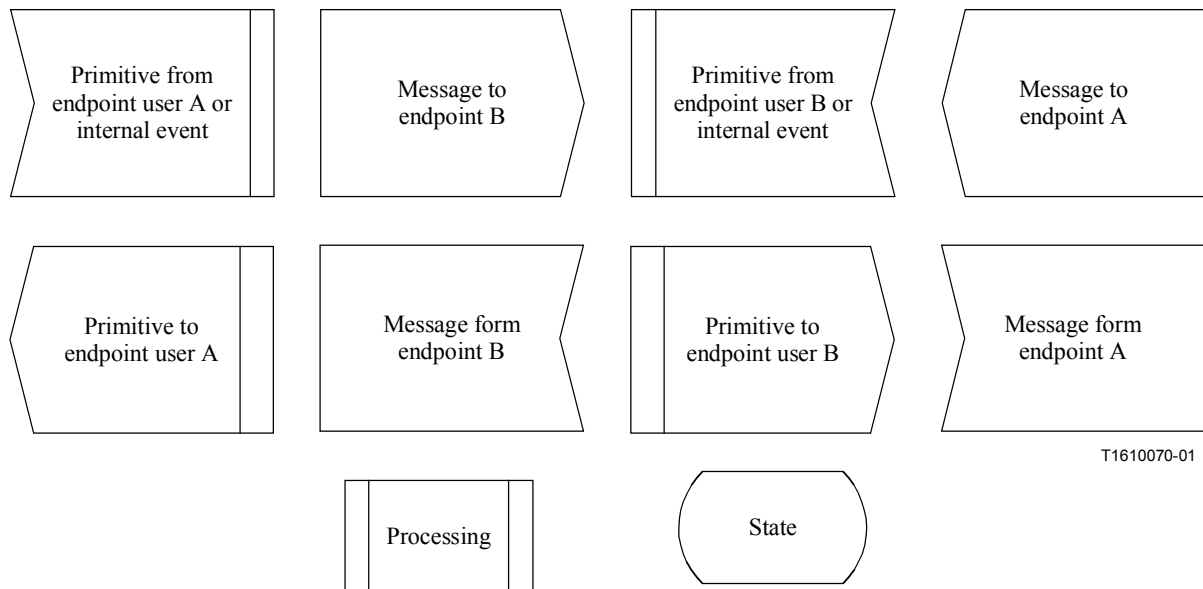 Primitive from
endpoint user A or
internal event
Message to
endpoint B
Primitive from
endpoint user B or
internal event
Message to
endpoint A
Primitive to
endpoint user A
Message form
endpoint B
Primitive to
endpoint user B
Message form
endpoint A
T1610070-01
Processing
State